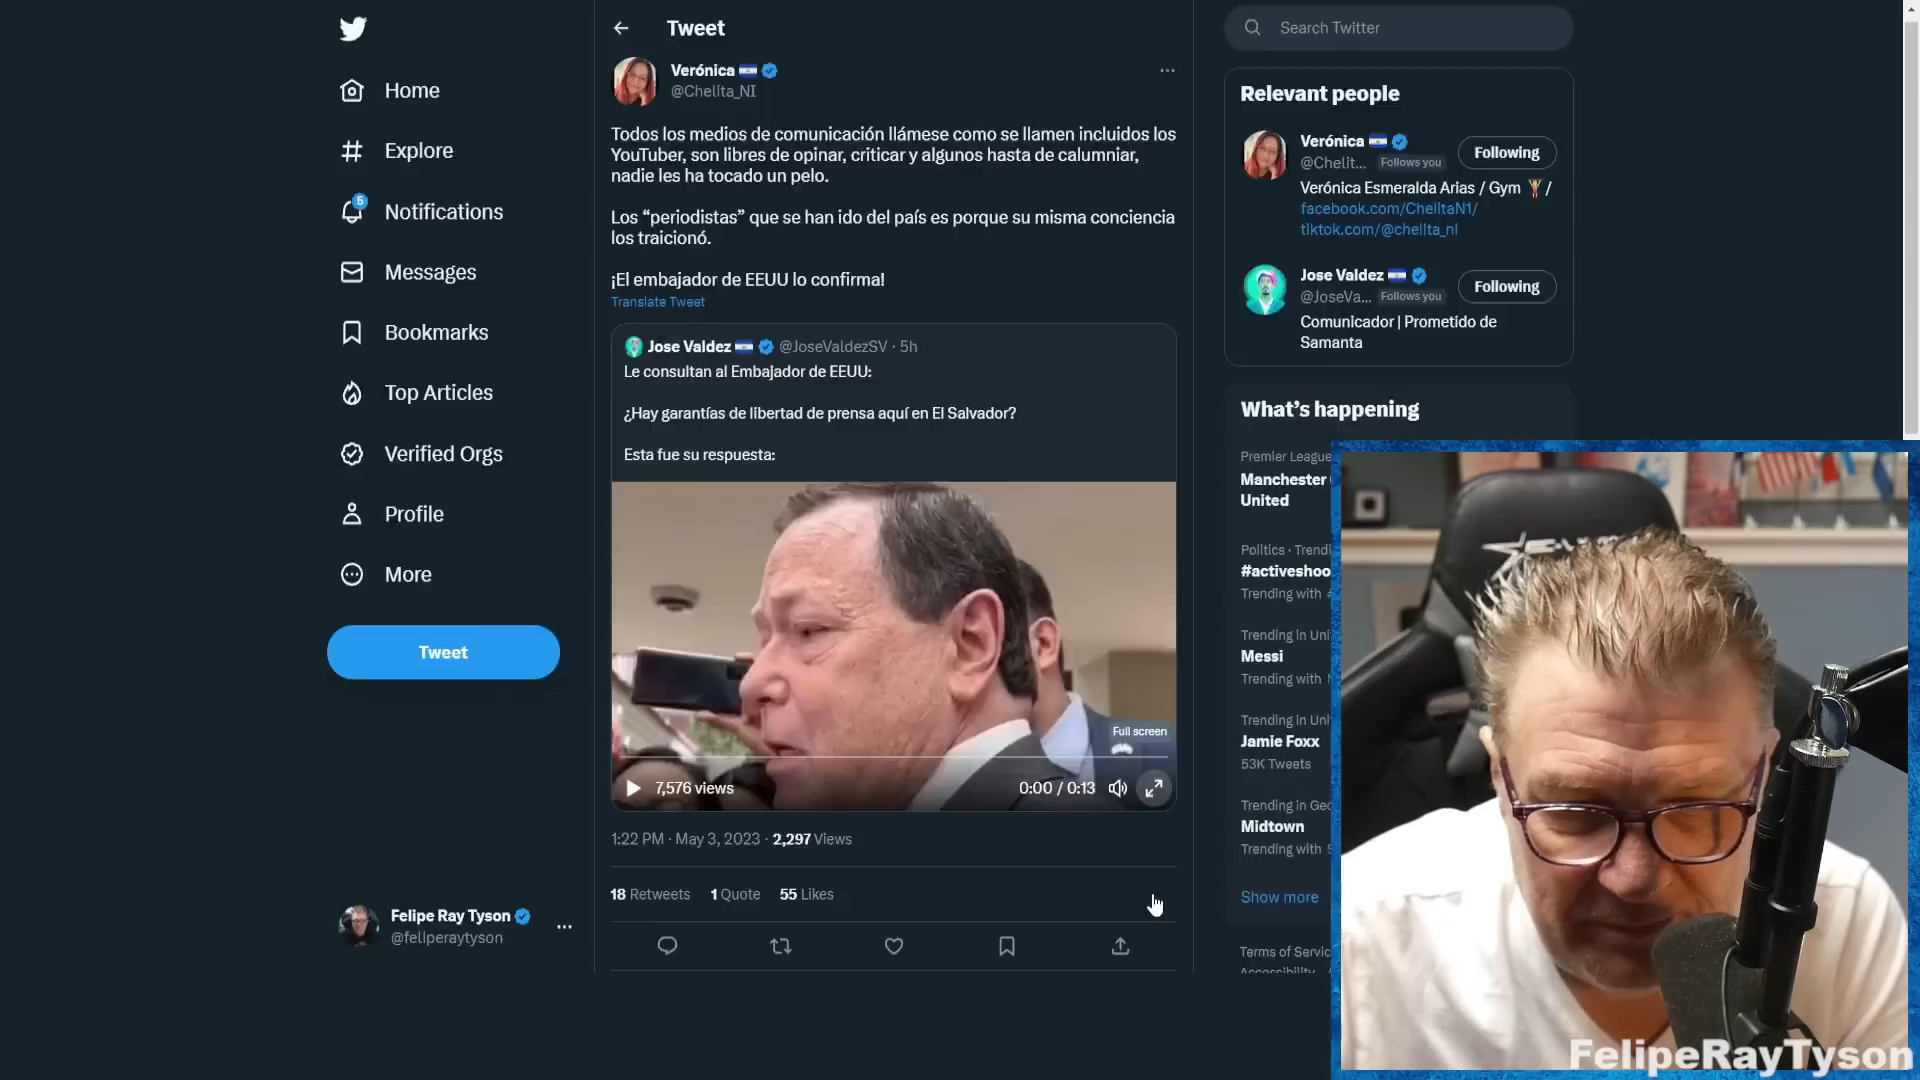 Home
Explore
5
Notifications
Messages
Bookmarks
Top Articles
Verified Orgs
Profile
More
Tweet
Felipe Ray Tyson
@feliperaytyson
Tweet
Verónica
@Chelita_NI
Todos los medios de comunicación llámese como se llamen incluidos los
YouTuber, son libres de opinar, criticar y algunos hasta de calumniar,
nadie les ha tocado un pelo.
Los “periodistas” que se han ido del país es porque su misma conciencia
los traicionó.
¡El embajador de EEUU lo confirma!
Translate Tweet
Jose Valdez @JoseValdezSV · 5h
Le consultan al Embajador de EEUU:
¿Hay garantías de libertad de prensa aquí en El Salvador?
Esta fue su respuesta:
Full screen
7,576 views
0:00 / 0:13
1:22 PM · May 3, 2023 · 2,297 Views
18 Retweets 1 Quote 55 Likes
Search Twitter
Relevant people
Verónica
@Chelit... Follows you
Following
Verónica Esmeralda Arias / Gym /
facebook.com/ChelItaN1/
tiktok.com/@chelita_ni
Jose Valdez
@JoseVa... Follows you
Following
Comunicador | Prometido de
Samanta
What’s happening
Premier League
Manchester
United
Politics · Trendi
#activeshoo
Trending with
Trending in Uni
Messi
Trending with
Trending in Uni
Jamie Foxx
53K Tweets
Trending in Geo
Midtown
Trending with
Show more
Terms of Servic
Accessibility
FelipeRayTyson